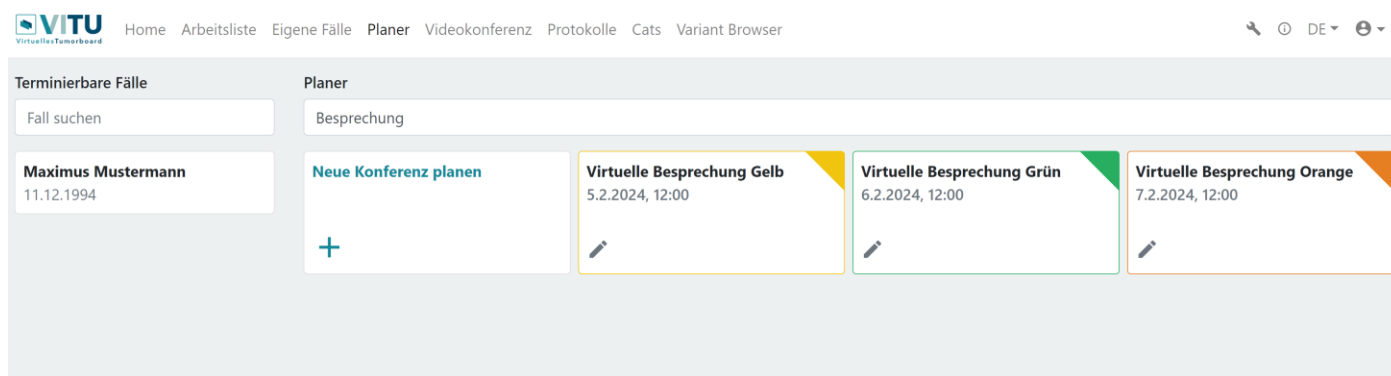 VITU
VirtuellesTumorboard
Home Arbeitsliste Eigene Fälle Planer Videokonferenz Protokolle Cats Variant Browser
DE
Terminierbare Fälle
Fall suchen
Maximus Mustermann
11.12.1994
Planer
Besprechung
Neue Konferenz planen
+
Virtuelle Besprechung Gelb
5.2.2024, 12:00
Virtuelle Besprechung Grün
6.2.2024, 12:00
Virtuelle Besprechung Orange
7.2.2024, 12:00